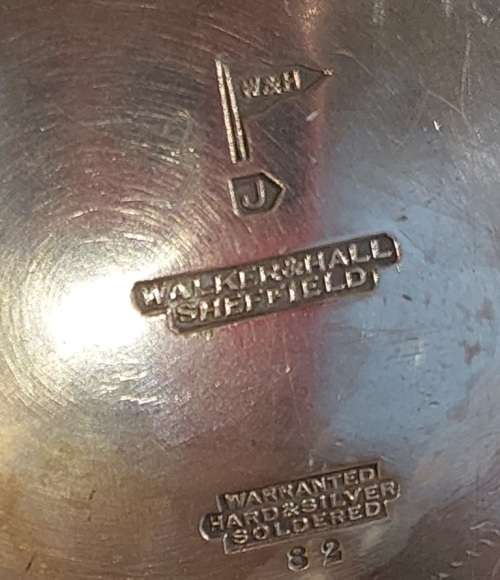 W&H
J
WALKER & HALL
SHEFFIELD
WARRANTED
HARD & SILVER
SOLDERED
82